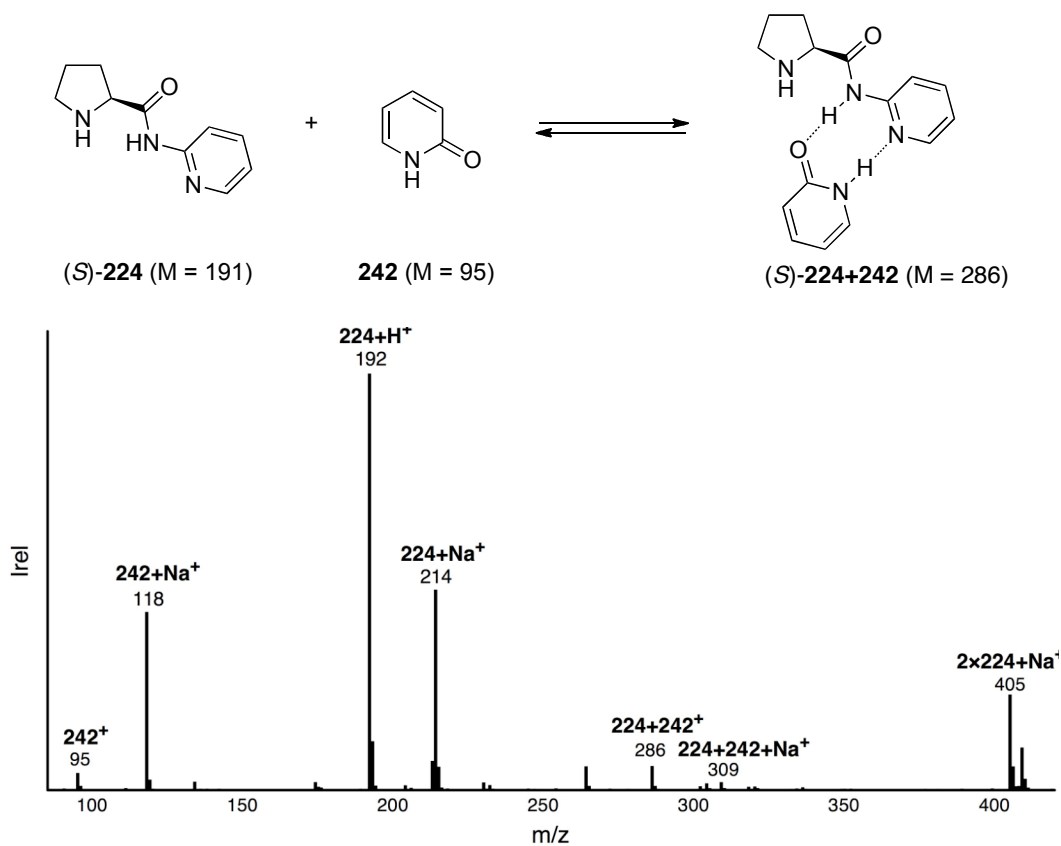 O
N
H
HN
N
+
N
H
O
N
H
O
N
H
O
N
H
N
(S)-224 (M = 191)
242 (M = 95)
(S)-224+242 (M = 286)
224+H⁺
192
224+Na⁺
214
242+Na⁺
118
242⁺
95
224+242⁺
286
224+242+Na⁺
309
2×224+Na⁺
405
Irel
100 150 200 250 300 350 400
m/z